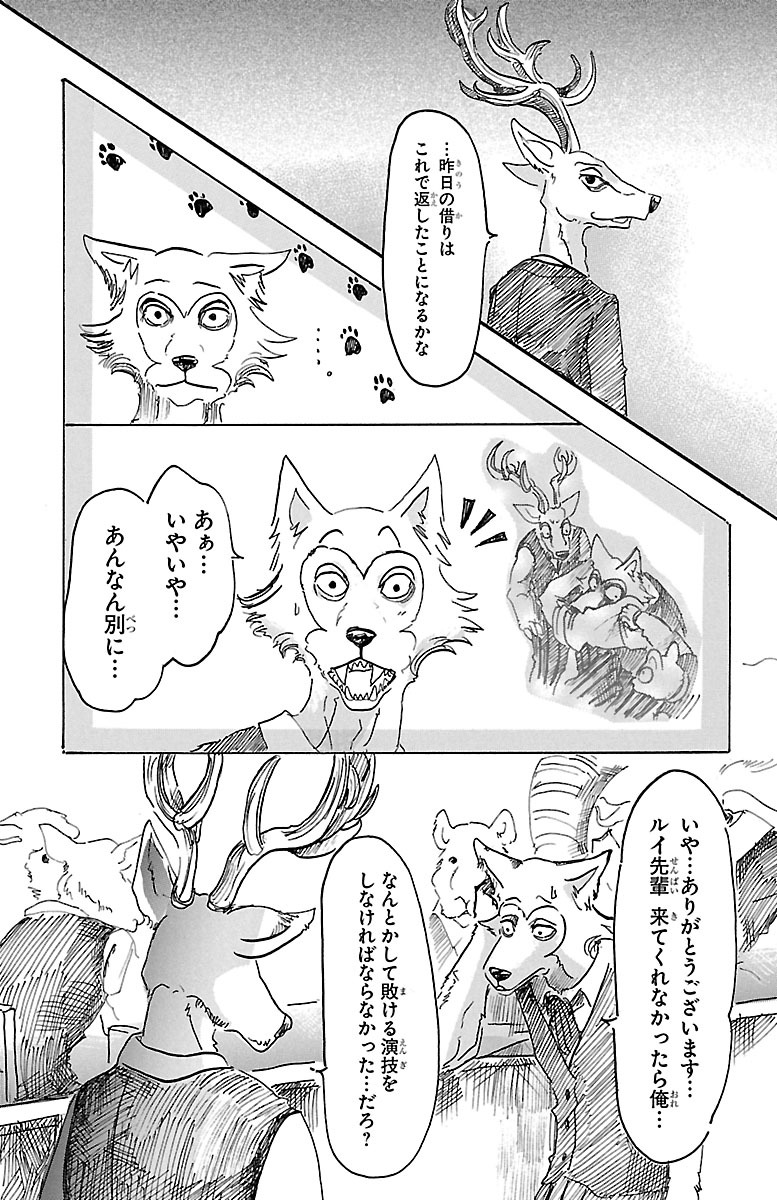 …昨日の借りは
これで返したことになるかな
…
あぁ…
いやいや…
あんなん別に…
いや…ありがとうございます…
ルイ先輩 来てくれなかったら俺…
なんとかして敗ける演技を
しなければならなかった…だろ？